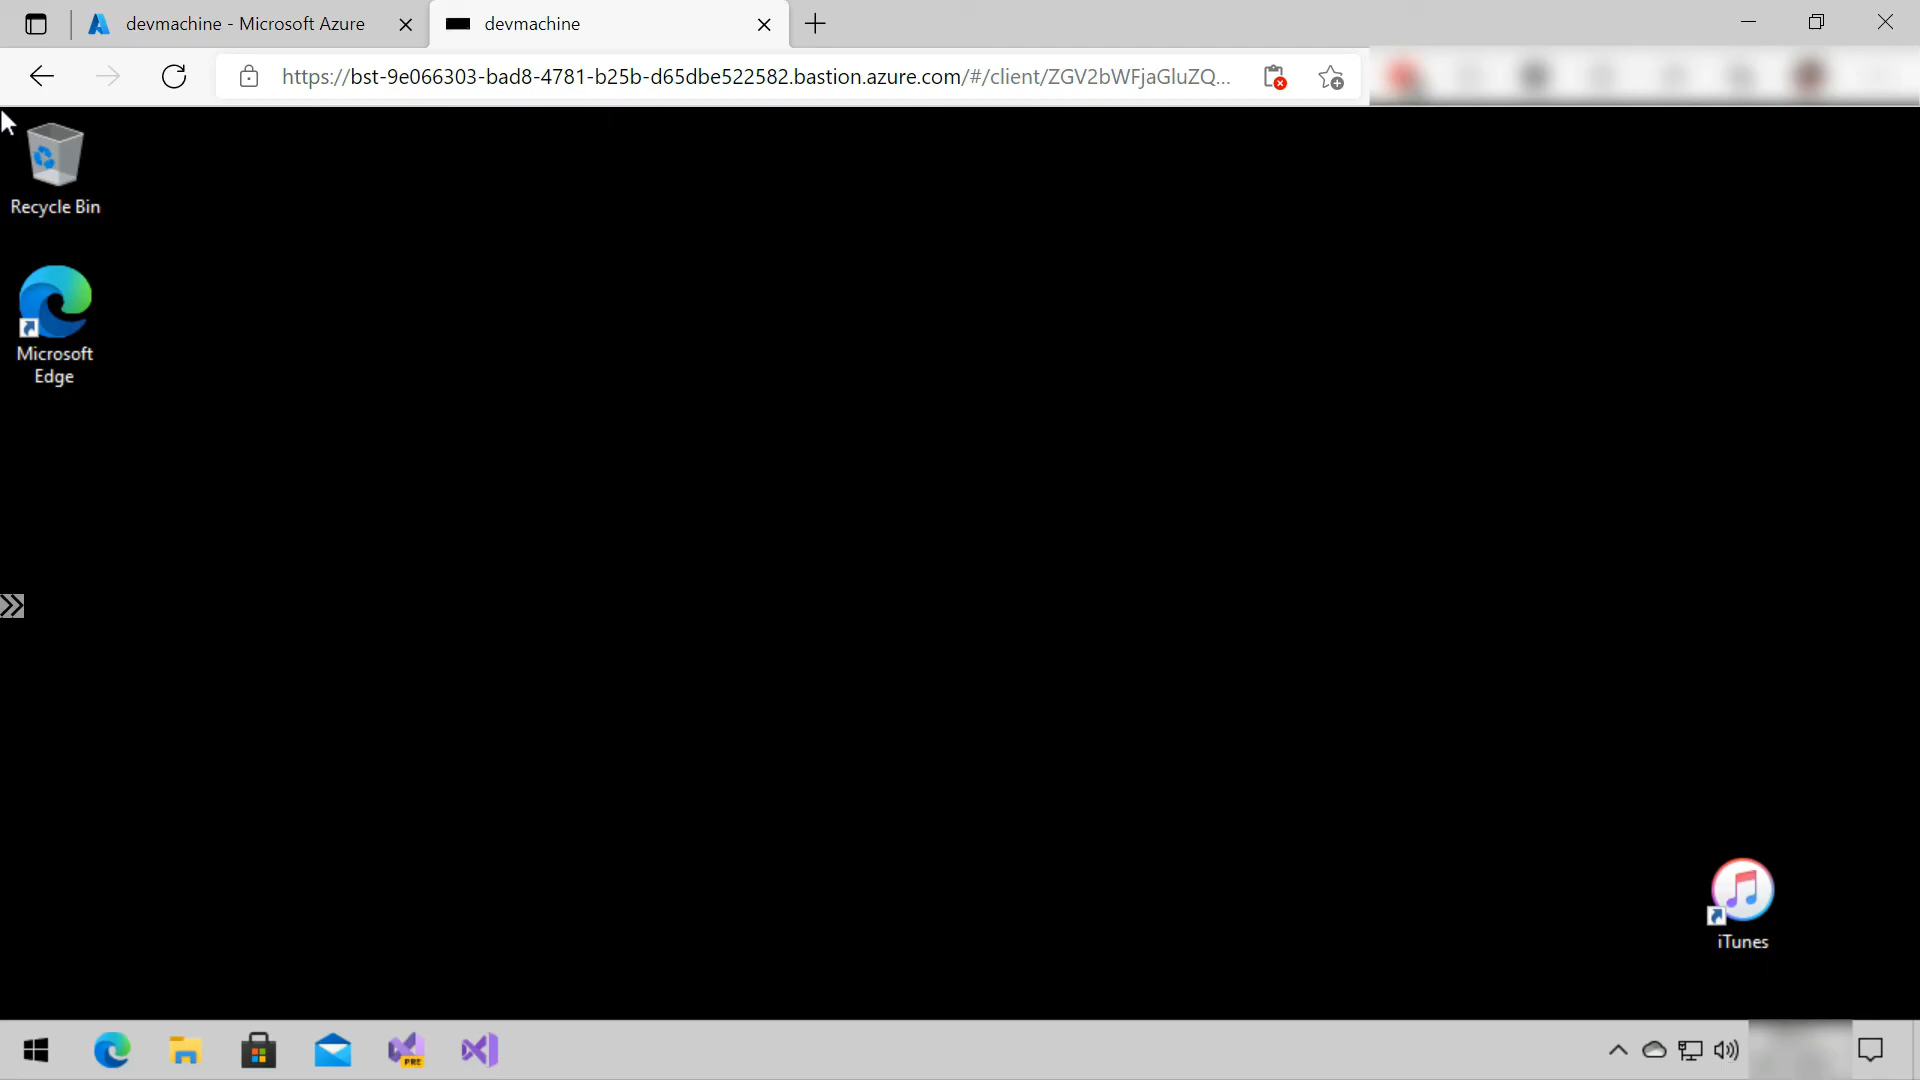 devmachine - Microsoft Azure
devmachine
https://bst-9e066303-bad8-4781-b25b-d65dbe522582.bastion.azure.com/#/client/ZGV2bWFjaGluZQ...
Recycle Bin
Microsoft
Edge
iTunes
PRE